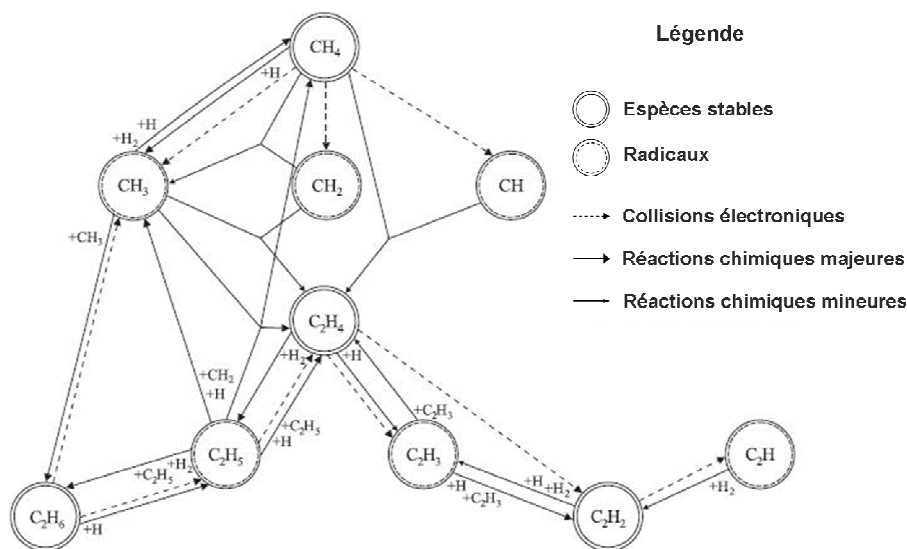 Légende
CH₄
+H
+H
+H₂
Espèces stables
Radicaux
CH₃
CH₂
CH
Collisions électroniques
+CH₃
Réactions chimiques majeures
Réactions chimiques mineures
C₂H₄
+H₂
+H
+CH₂
+H
+C₂H₅
+H
+C₂H₃
C₂H₅
C₂H₃
C₂H
+H₂
+C₂H₅
+H
+C₂H₃
+H
+H₂
+H₂
C₂H₆
+H
C₂H₂